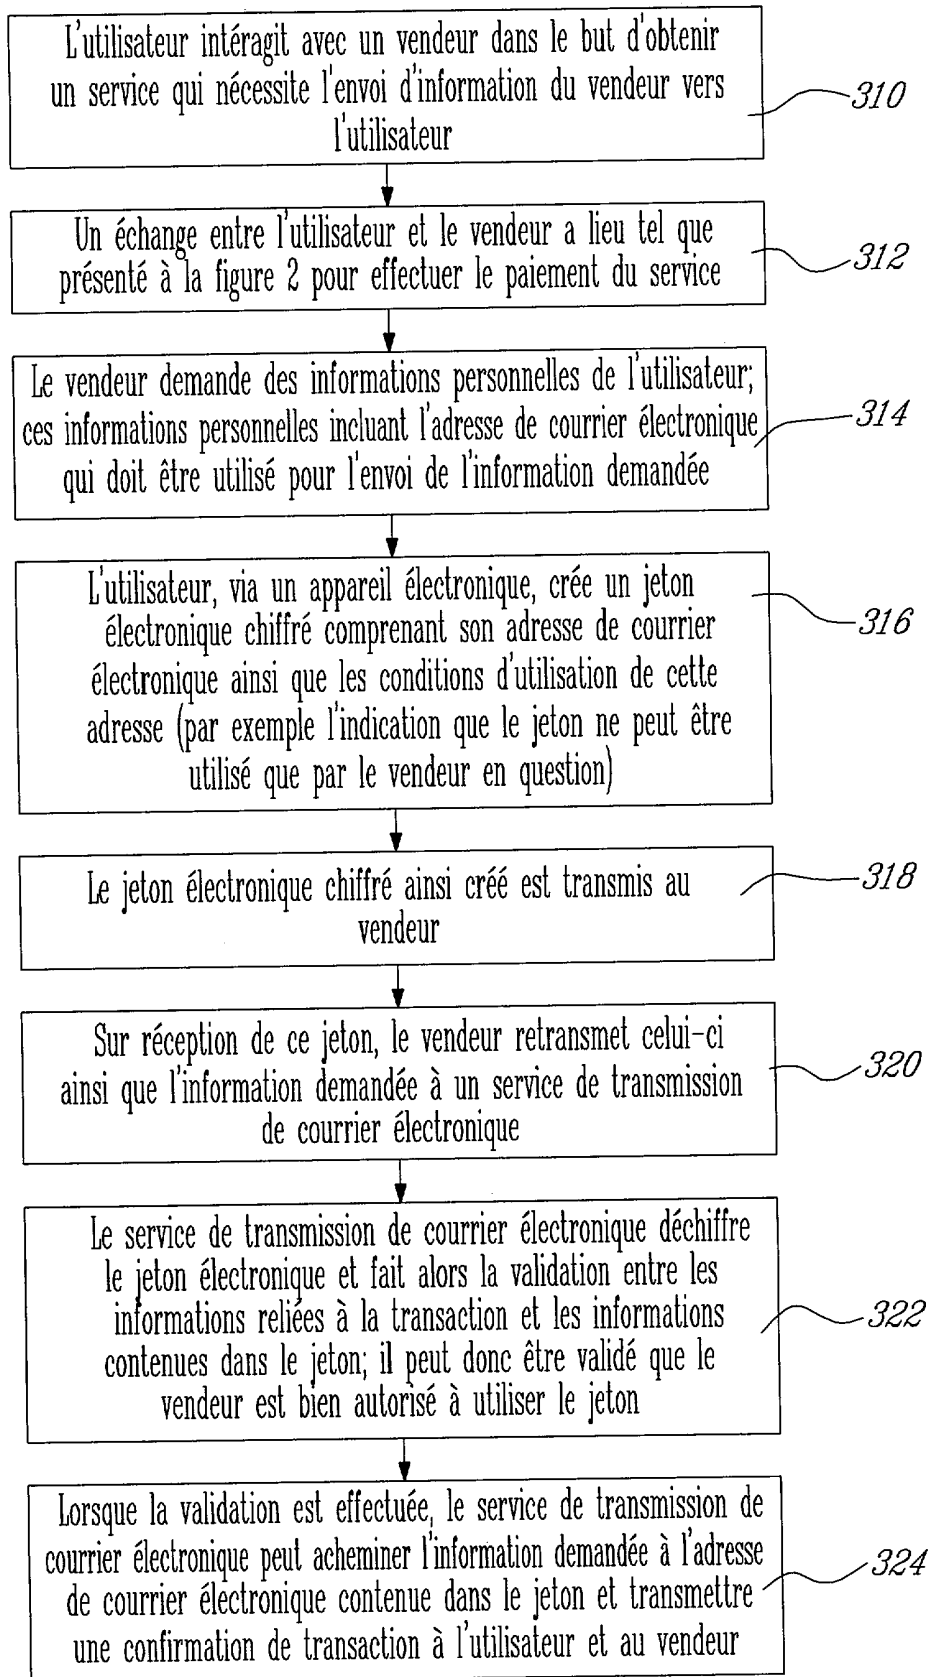 L'utilisateur intéragit avec un vendeur dans le but d'obtenir
un service qui nécessite l'envoi d'information du vendeur vers
l'utilisateur
310
Un échange entre l'utilisateur et le vendeur a lieu tel que
présenté à la figure 2 pour effectuer le paiement du service
312
Le vendeur demande des informations personnelles de l'utilisateur;
ces informations personnelles incluant l'adresse de courrier électronique
qui doit être utilisé pour l'envoi de l'information demandée
314
L'utilisateur, via un appareil électronique, crée un jeton
électronique chiffré comprenant son adresse de courrier
électronique ainsi que les conditions d'utilisation de cette
adresse (par exemple l'indication que le jeton ne peut être
utilisé que par le vendeur en question)
316
Le jeton électronique chiffré ainsi créé est transmis au
vendeur
318
Sur réception de ce jeton, le vendeur retransmet celui-ci
ainsi que l'information demandée à un service de transmission
de courrier électronique
320
Le service de transmission de courrier électronique déchiffre
le jeton électronique et fait alors la validation entre les
informations reliées à la transaction et les informations
contenues dans le jeton; il peut donc être validé que le
vendeur est bien autorisé à utiliser le jeton
322
Lorsque la validation est effectuée, le service de transmission de
courrier électronique peut acheminer l'information demandée à l'adresse
de courrier électronique contenue dans le jeton et transmettre
une confirmation de transaction à l'utilisateur et au vendeur
324